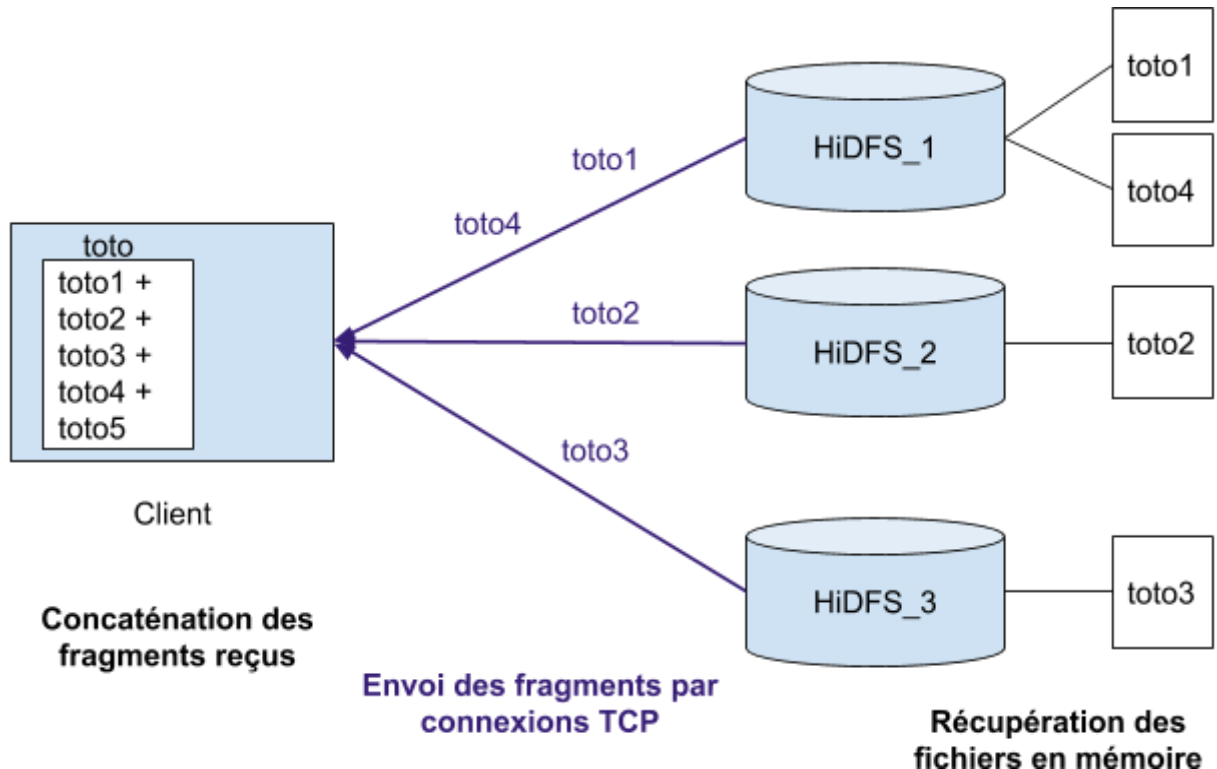 toto1
HiDFS_1
toto1
toto4
toto4
toto
toto1 +
toto2 +
toto3 +
toto4 +
toto5
toto2
HiDFS_2
toto2
toto3
Client
HiDFS_3
toto3
Concaténation des
fragments reçus
Envoi des fragments par
connexions TCP
Récupération des
fichiers en mémoire